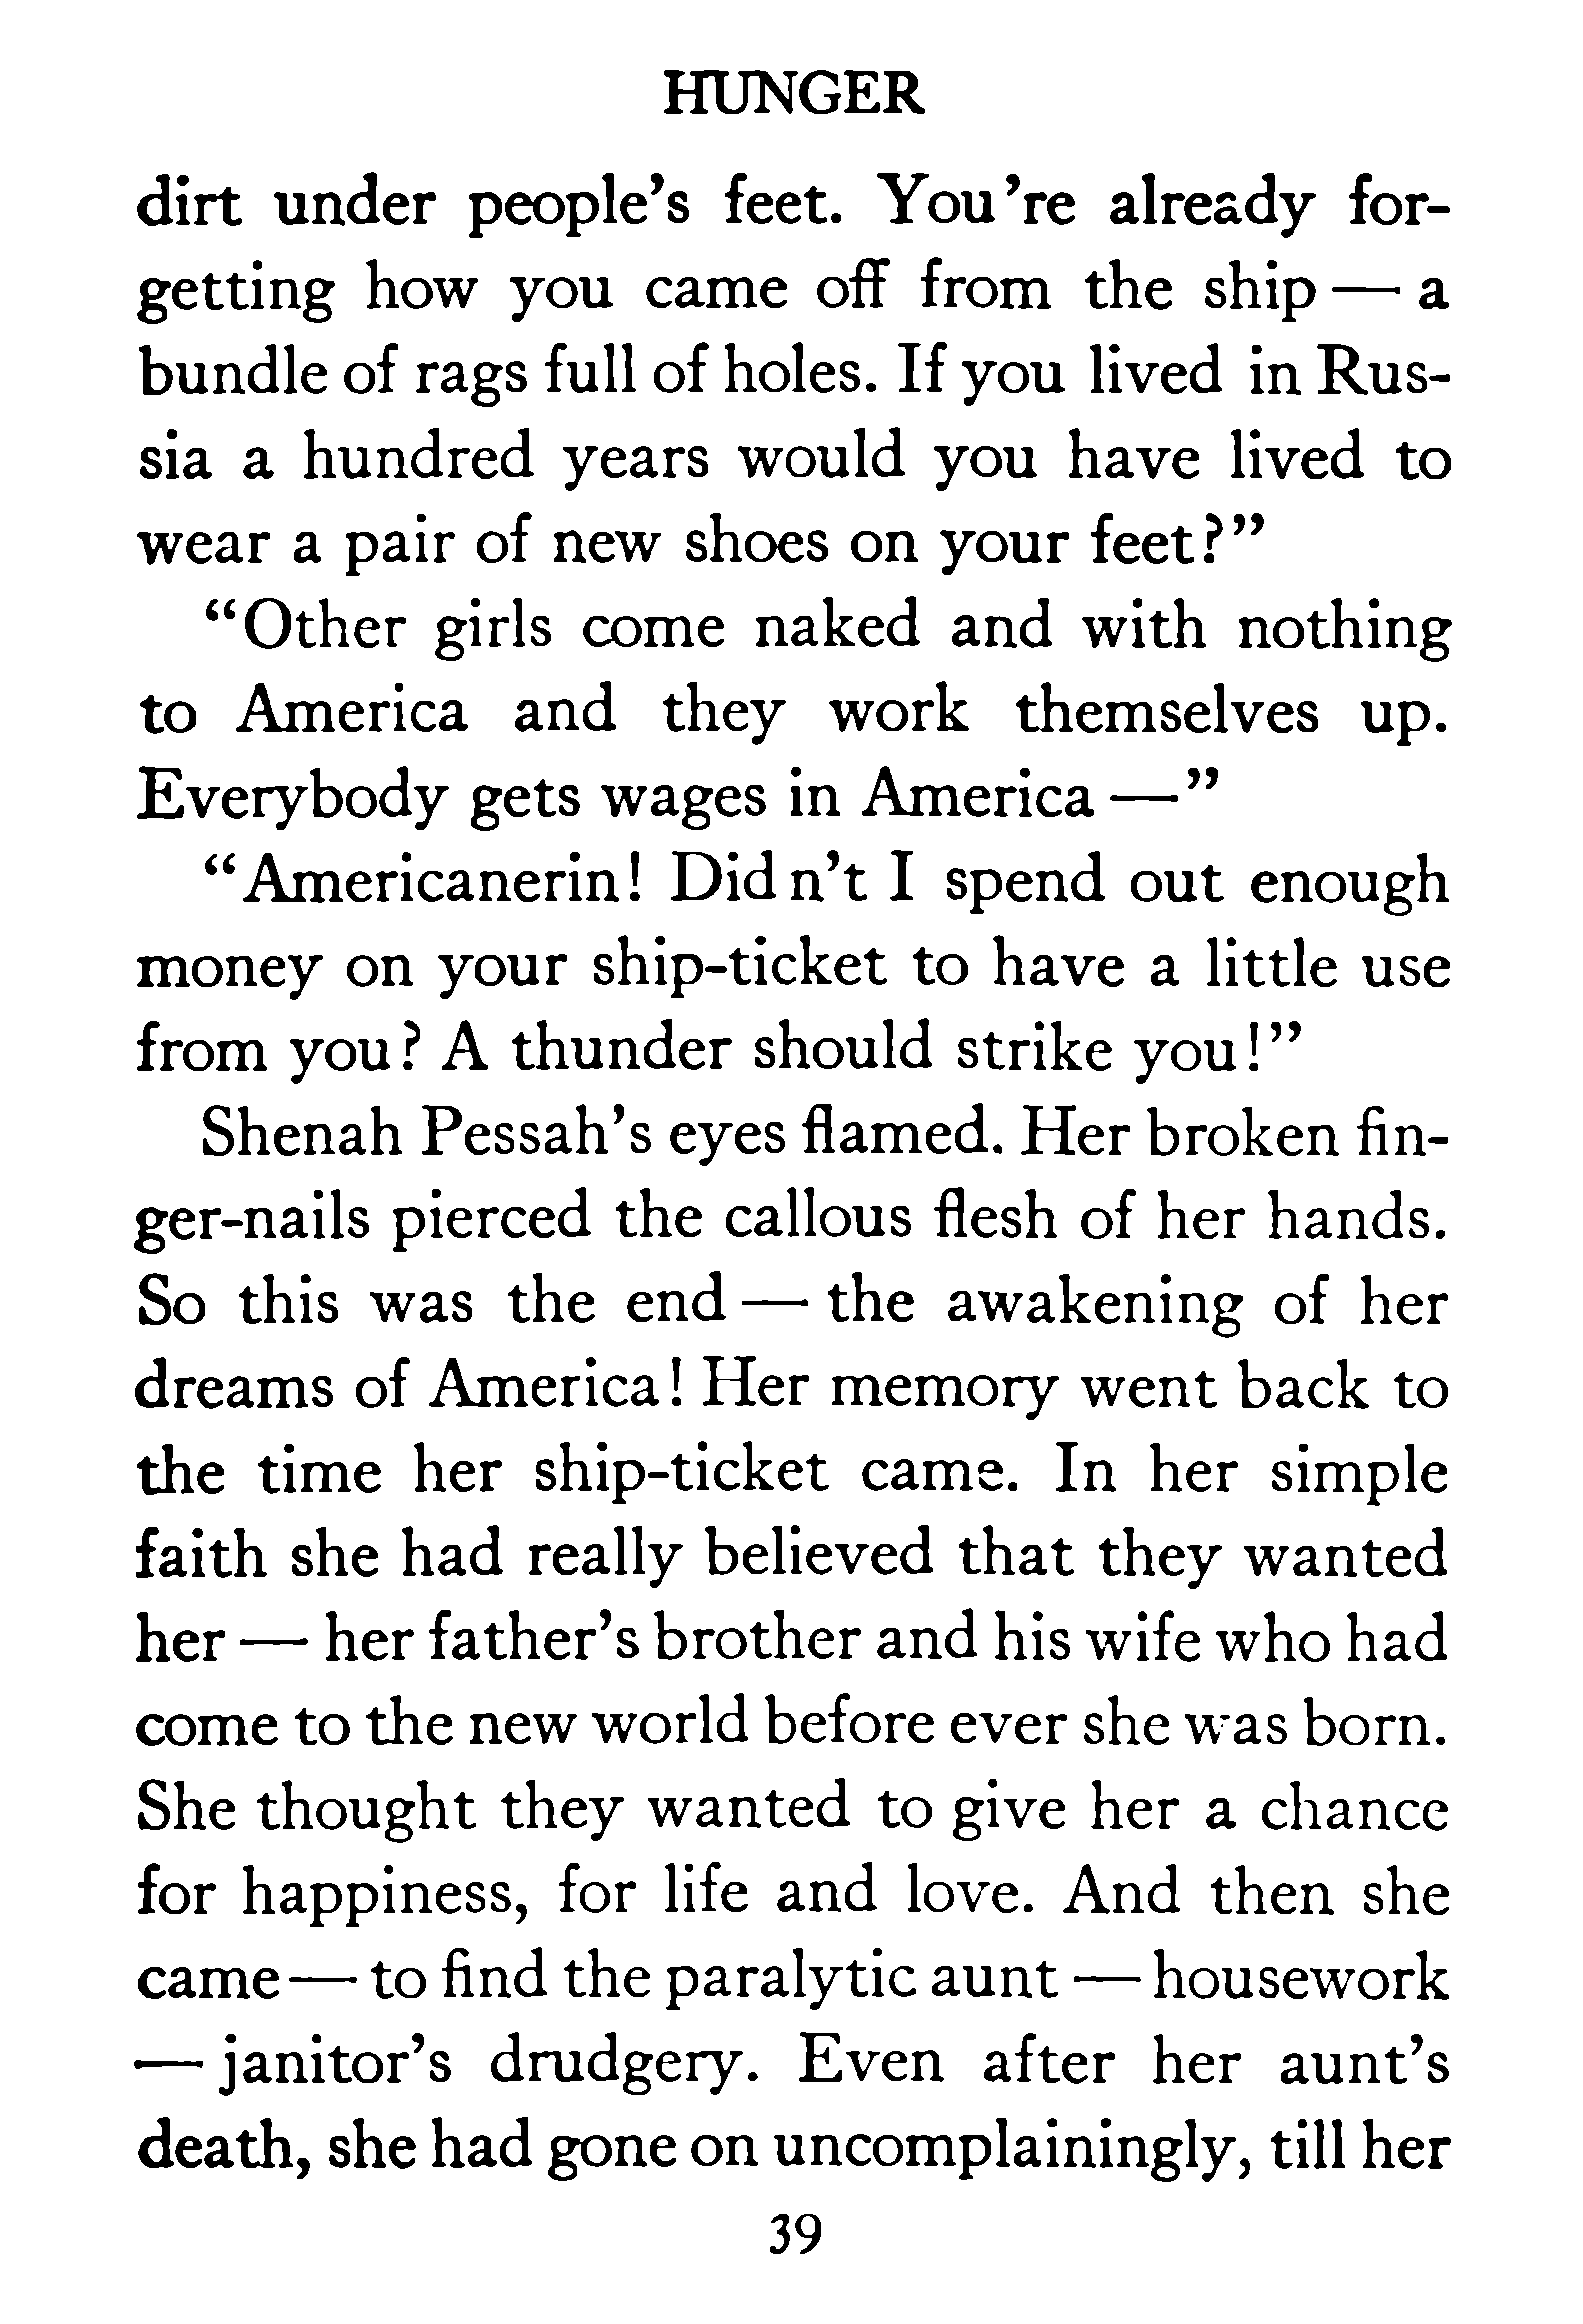 HUNGER
dirt under people's feet. You're already for-
getting how you came off from the ship — a
bundle of rags full of holes. If you lived in Rus-
sia a hundred years would you have lived to
wear a pair of new shoes on your feet?"
"Other girls come naked and with nothing
to America and they work themselves up.
Everybody gets wages in America —"
"Americanerin! Did n't I spend out enough
money on your ship-ticket to have a little use
from you? A thunder should strike you!"
Shenah Pessah's eyes flamed. Her broken fin-
ger-nails pierced the callous flesh of her hands.
So this was the end — the awakening of her
dreams of America! Her memory went back to
the time her ship-ticket came. In her simple
faith she had really believed that they wanted
her — her father's brother and his wife who had
come to the new world before ever she was born.
She thought they wanted to give her a chance
for happiness, for life and love. And then she
came — to find the paralytic aunt — housework
— janitor's drudgery. Even after her aunt's
death, she had gone on uncomplainingly, till her
39